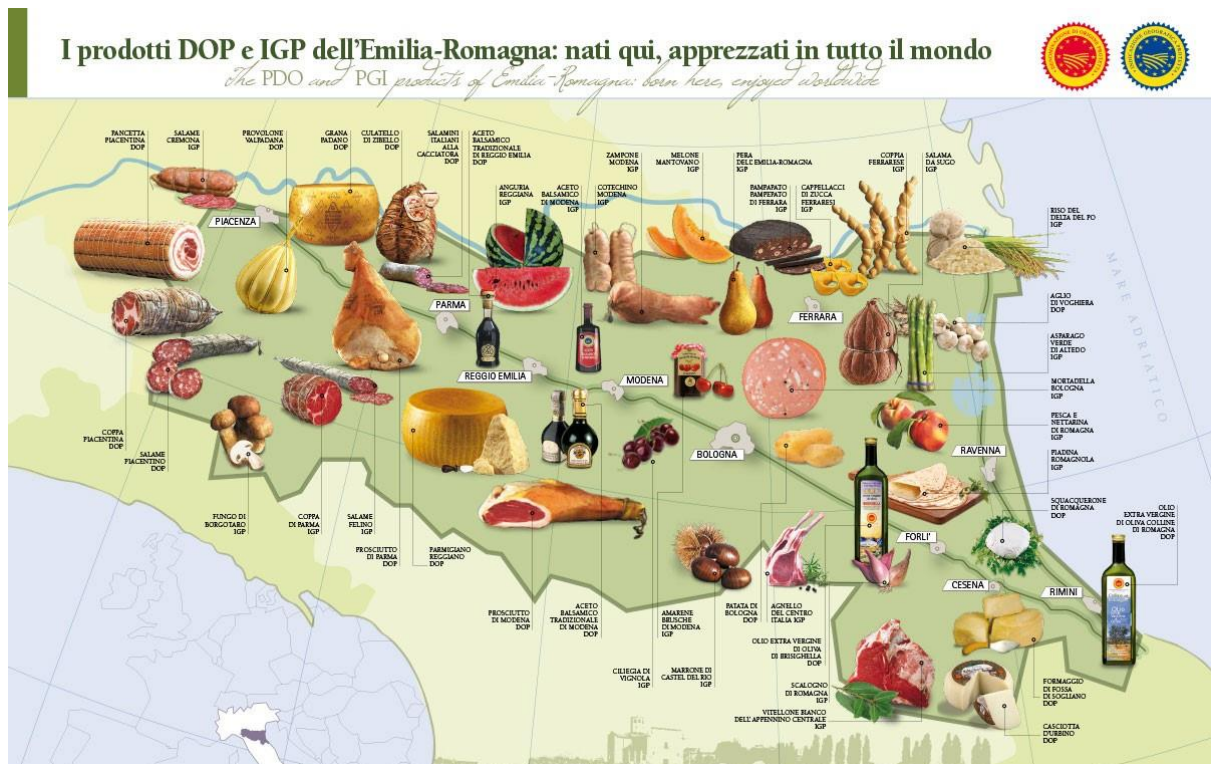 I prodotti DOP e IGP dell'Emilia-Romagna: nati qui, apprezzati in tutto il mondo
The PDO and PGI products of Emilia-Romagna: born here, enjoyed worldwide
PANCETTA
PIACENTINA
DOP
SALAME
CREMONA
IGP
PROVOLONE
VALPADANA
DOP
GRANA
PADANO
DOP
CULATELLO
DI ZIBELLO
DOP
SALAMINI
ITALIANI
ALLA
CACCIATORA
DOP
ACETO
BALSAMICO
TRADIZIONALE
DI REGGIO EMILIA
DOP
ANGURIA
REGGIANA
IGP
ACETO
BALSAMICO
DI MODENA
IGP
ZAMPONE
MODENA
IGP
COTECHINO
MODENA
IGP
MELONE
MANTOVANO
IGP
PERA
DELL'EMILIA-ROMAGNA
IGP
PAMPAPATO
PAMPEPATO
DI FERRARA
IGP
CAPPELLACCI
DI ZUCCA
FERRARESI
IGP
COPPIA
FERRARESE
IGP
SALAMA
DA SUGO
IGP
RISO DEL
DELTA DEL PO
IGP
AGLIO
DI VOGHIERA
DOP
ASPARAGO
VERDE
DI ALTEDO
IGP
MORTADELLA
BOLOGNA
IGP
PESCA E
NETTARINA
DI ROMAGNA
IGP
PIADINA
ROMAGNOLA
IGP
SQUACQUERONE
DI ROMAGNA
DOP
OLIO
EXTRA VERGINE
DI OLIVA COLLINE
DI ROMAGNA
DOP
MARE ADRIATICO
PIACENZA
PARMA
REGGIO EMILIA
MODENA
BOLOGNA
FERRARA
RAVENNA
FORLI'
CESENA
RIMINI
COPPA
PIACENTINA
DOP
SALAME
PIACENTINO
DOP
FUNGO DI
BORGOTARO
IGP
COPPA
DI PARMA
IGP
SALAME
FELINO
IGP
PROSCIUTTO
DI PARMA
DOP
PARMIGIANO
REGGIANO
DOP
PROSCIUTTO
DI MODENA
DOP
ACETO
BALSAMICO
TRADIZIONALE
DI MODENA
DOP
CILIEGIA DI
VIGNOLA
IGP
AMARENE
BRUSCHE
DI MODENA
IGP
MARRONE DI
CASTEL DEL RIO
IGP
PATATA DI
BOLOGNA
DOP
AGNELLO
DEL CENTRO
ITALIA IGP
OLIO EXTRA VERGINE
DI OLIVA
DI BRISIGHELLA
DOP
SCALOGNO
DI ROMAGNA
IGP
VITELLONE BIANCO
DELL'APPENNINO CENTRALE
IGP
FORMAGGIO
DI FOSSA
DI SOGLIANO
DOP
CASCIOTTA
D'URBINO
DOP